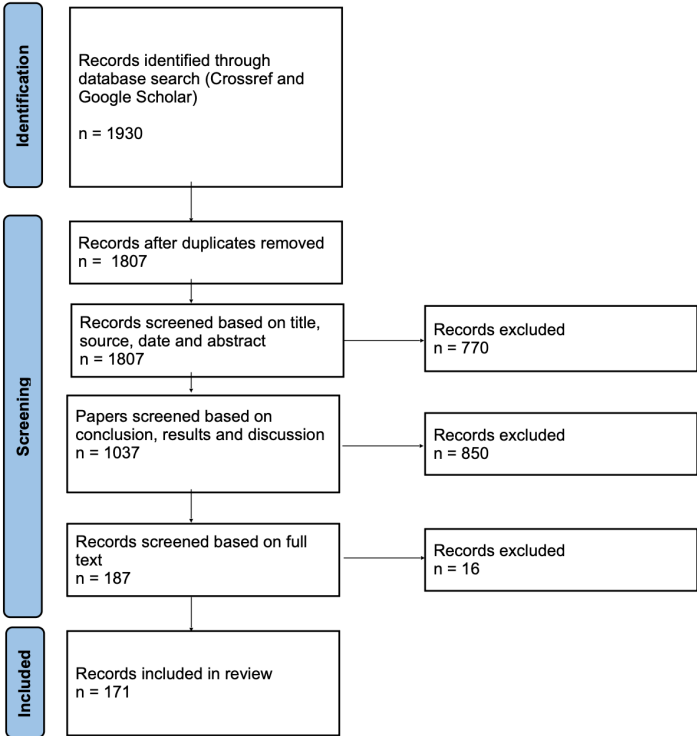 Identification
Records identified through
database search (Crossref and
Google Scholar)
n = 1930
Screening
Records after duplicates removed
n = 1807
Records screened based on title,
source, date and abstract
n = 1807
Records excluded
n = 770
Papers screened based on
conclusion, results and discussion
n = 1037
Records excluded
n = 850
Records screened based on full
text
n = 187
Records excluded
n = 16
Included
Records included in review
n = 171